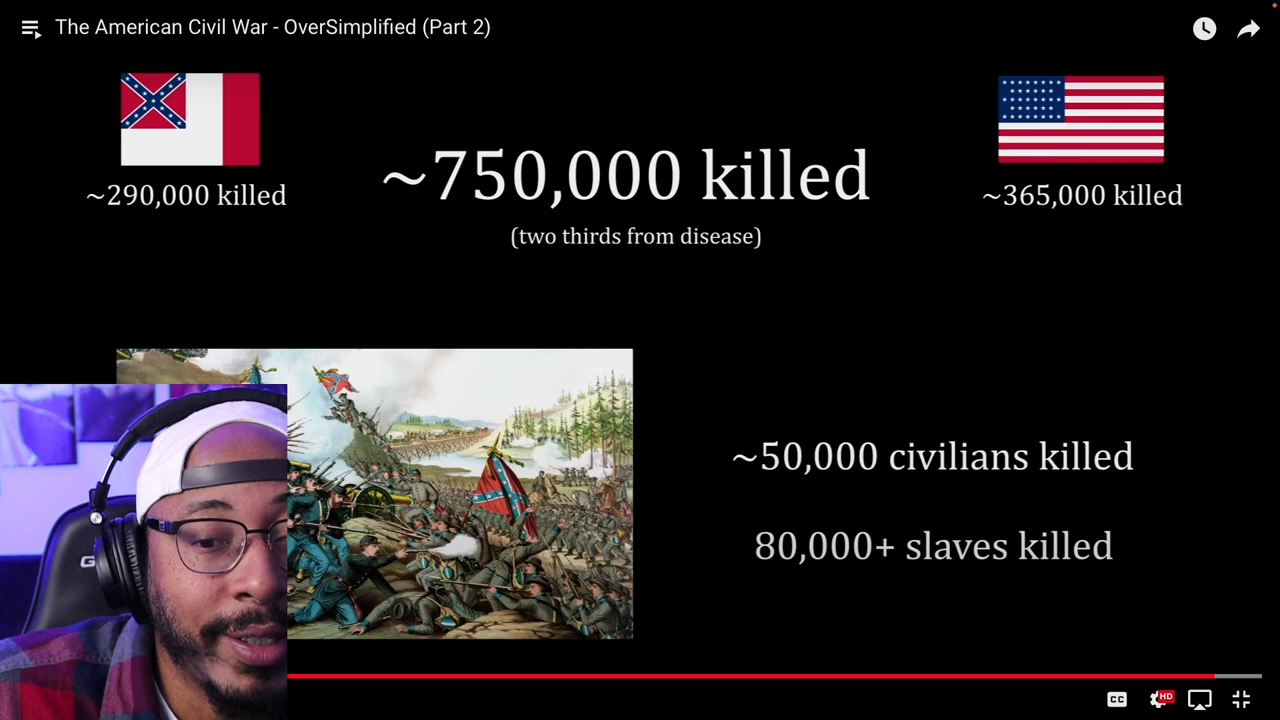 The American Civil War - OverSimplified (Part 2)
~290,000 killed
~750,000 killed
(two thirds from disease)
~365,000 killed
~50,000 civilians killed
80,000+ slaves killed
G
CC
HD